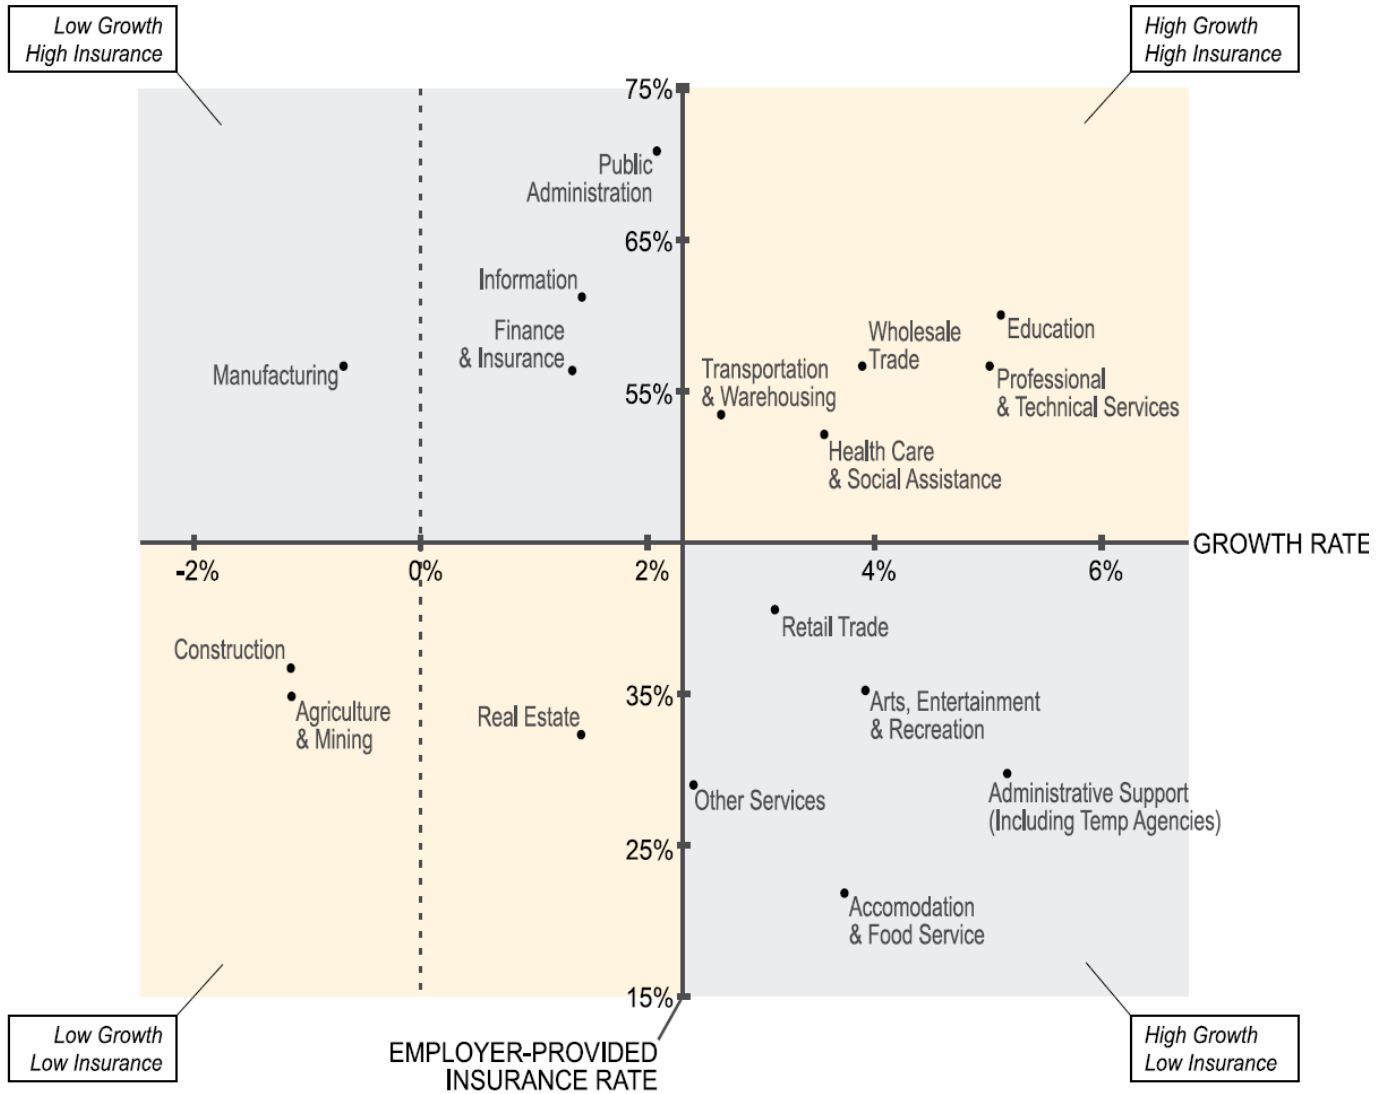 Low Growth
High Insurance
High Growth
High Insurance
75%
Public
Administration
65%
Information
Finance
& Insurance
Manufacturing
Wholesale
Trade
Education
Transportation
& Warehousing
55%
Professional
& Technical Services
Health Care
& Social Assistance
GROWTH RATE
-2%
0%
2%
4%
6%
Retail Trade
Construction
Agriculture
& Mining
Real Estate
35%
Arts, Entertainment
& Recreation
Other Services
Administrative Support
(Including Temp Agencies)
25%
Accomodation
& Food Service
15%
Low Growth
Low Insurance
EMPLOYER-PROVIDED
INSURANCE RATE
High Growth
Low Insurance